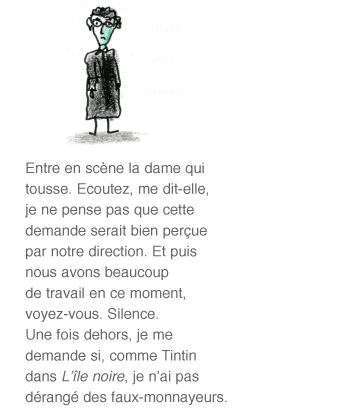 Entre en scène la dame qui
tousse. Ecoutez, me dit-elle,
je ne pense pas que cette
demande serait bien perçue
par notre direction. Et puis
nous avons beaucoup
de travail en ce moment,
voyez-vous. Silence.
Une fois dehors, je me
demande si, comme Tintin
dans L’île noire, je n’ai pas
dérangé des faux-monnayeurs.